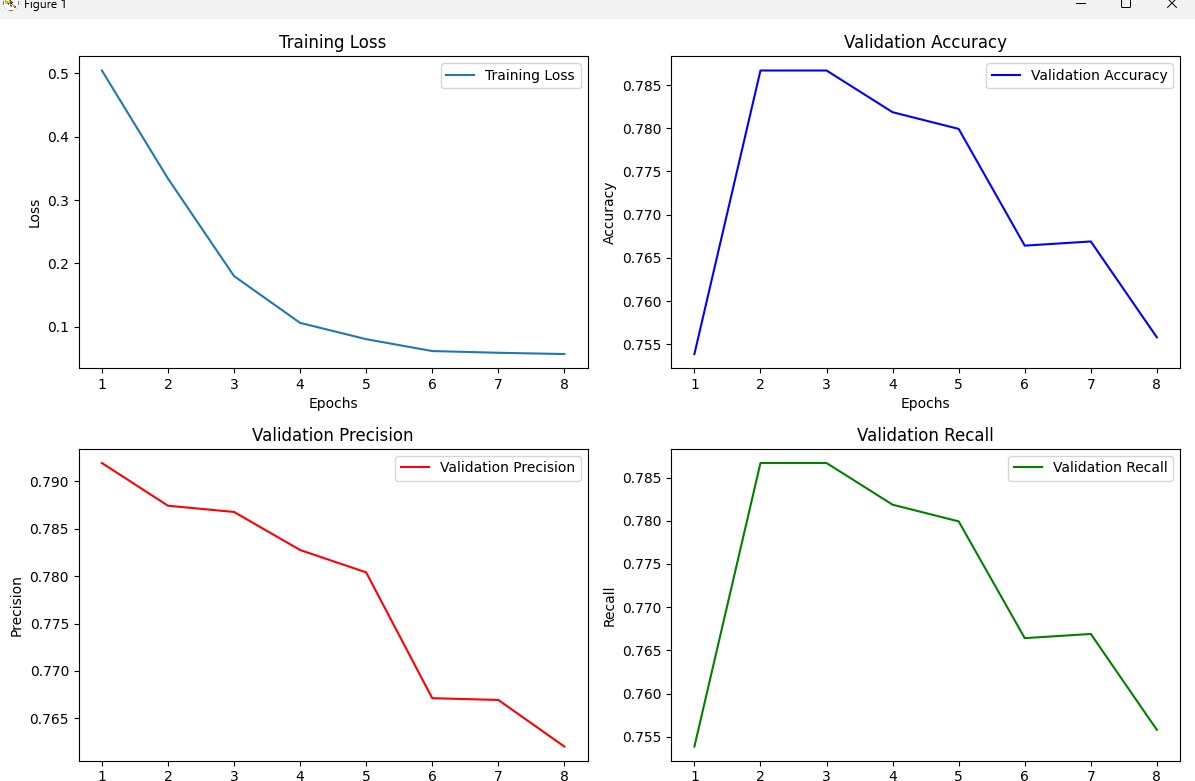 Figure 1
Training Loss
Training Loss
0.5
0.4
0.3
0.2
0.1
Loss
1 2 3 4 5 6 7 8
Epochs
Validation Accuracy
Validation Accuracy
0.785
0.780
0.775
0.770
0.765
0.760
0.755
Accuracy
1 2 3 4 5 6 7 8
Epochs
Validation Precision
Validation Precision
0.790
0.785
0.780
0.775
0.770
0.765
Precision
1 2 3 4 5 6 7 8
Validation Recall
Validation Recall
0.785
0.780
0.775
0.770
0.765
0.760
0.755
Recall
1 2 3 4 5 6 7 8